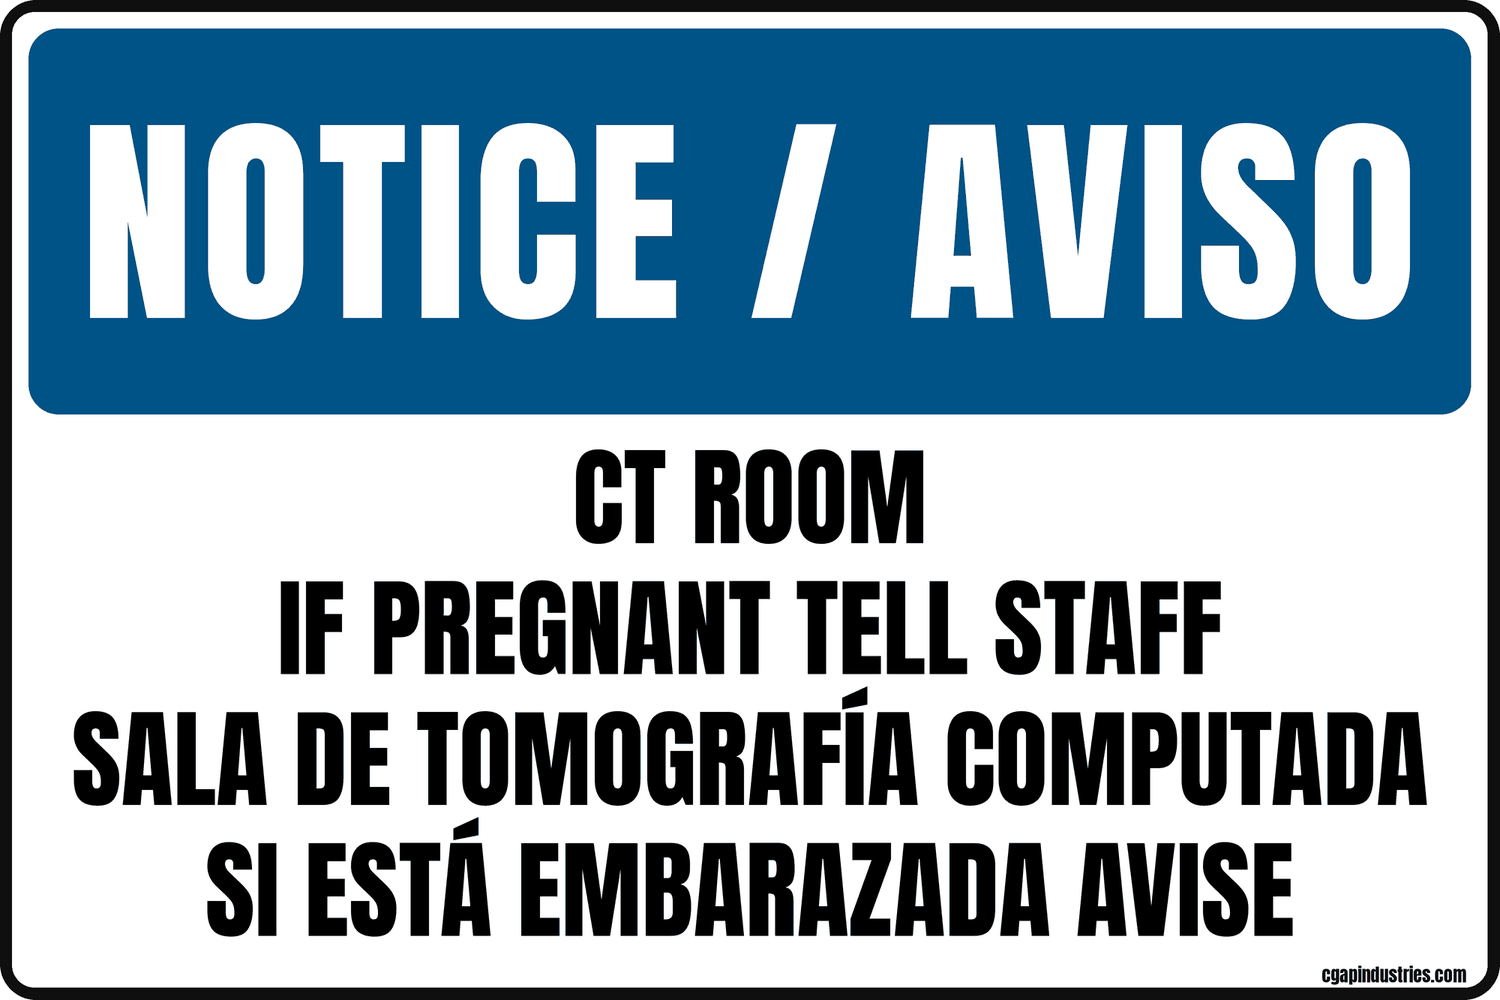 NOTICE / AVISO
CT ROOM
IF PREGNANT TELL STAFF
SALA DE TOMOGRAFÍA COMPUTADA
SI ESTÁ EMBARAZADA AVISE
cgapindustries.com